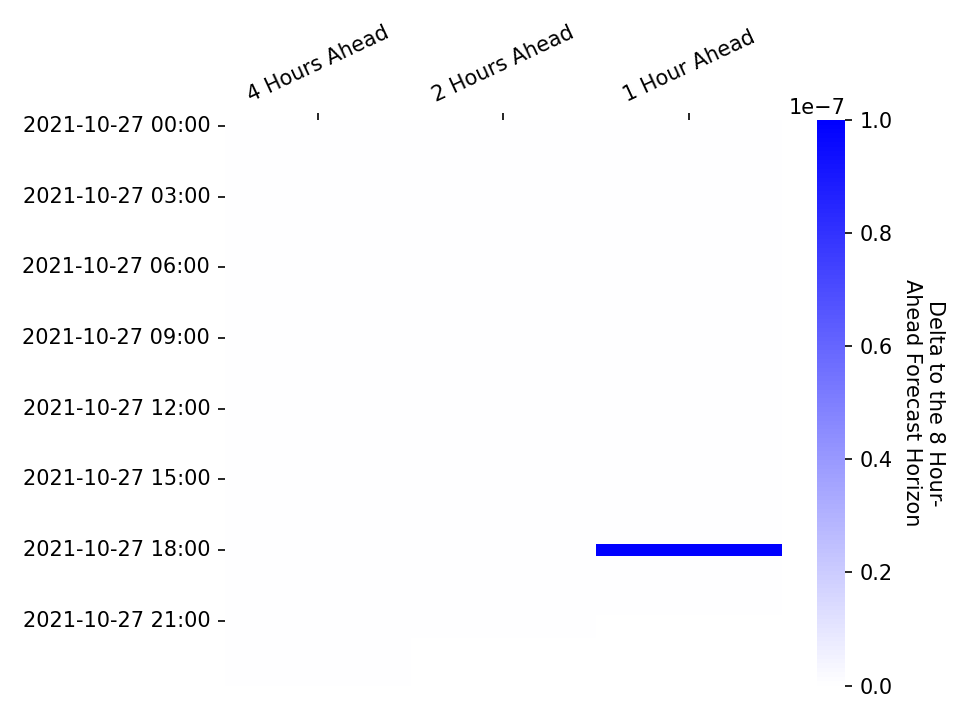 4 Hours Ahead
2 Hours Ahead
1 Hour Ahead
1e−7
2021-10-27 00:00
2021-10-27 03:00
2021-10-27 06:00
2021-10-27 09:00
2021-10-27 12:00
2021-10-27 15:00
2021-10-27 18:00
2021-10-27 21:00
1.0
0.8
0.6
0.4
0.2
0.0
Delta to the 8 Hour-
Ahead Forecast Horizon